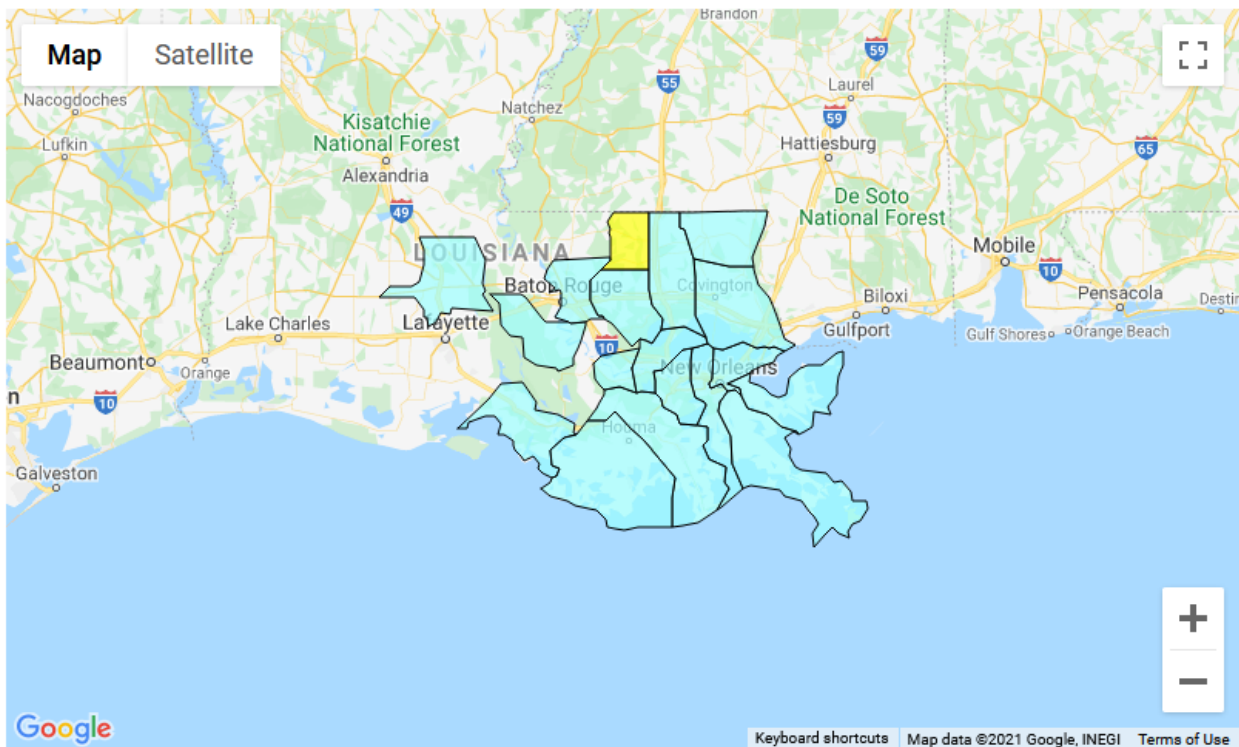 Map Satellite
Brandon
59
55
Laurel
Nacogdoches
Natchez
59
Kisatchie
National Forest
Lufkin
Hattiesburg
65
Alexandria
De Soto
National Forest
49
LOUISIANA
Mobile
10
Baton Rouge
Covington
Biloxi
Pensacola
Destin
Lake Charles
Lafayette
Gulfport
Gulf Shores
Orange Beach
10
Beaumont
Orange
New Orleans
10
Houma
Galveston
Google
Keyboard shortcuts Map data ©2021 Google, INEGI Terms of Use